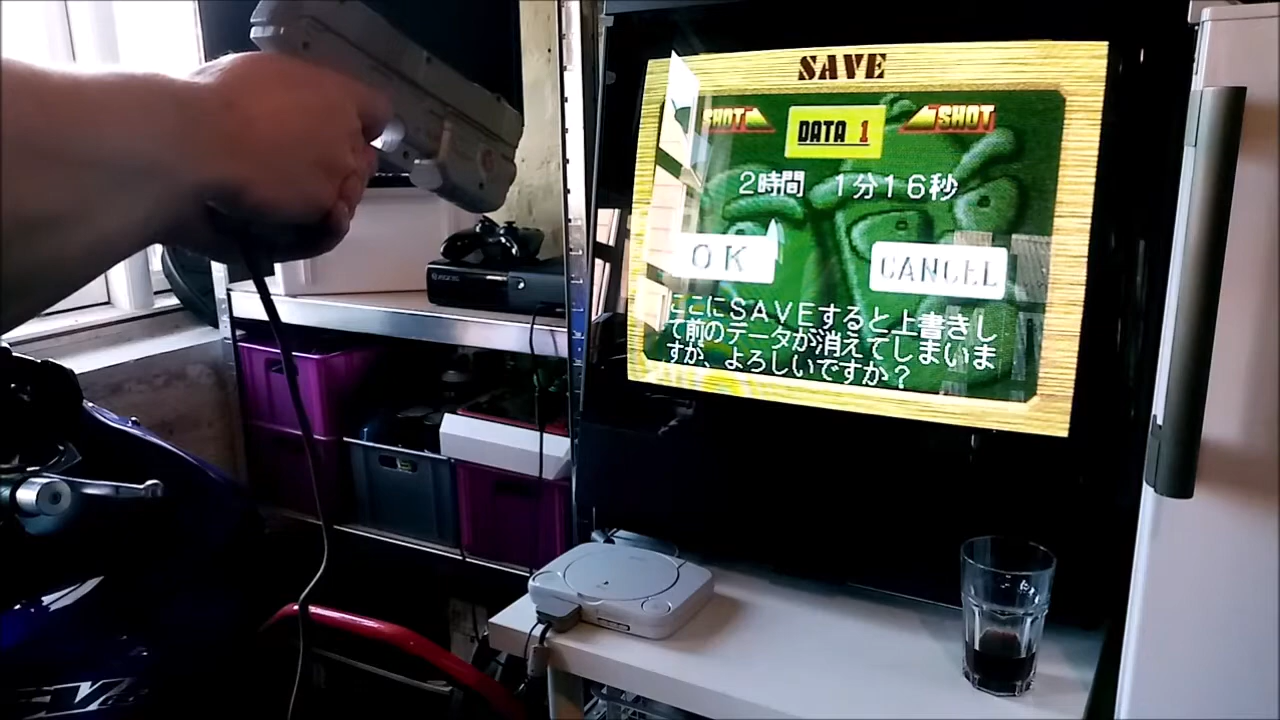 SAVE
SHOT DATA 1 SHOT
2時間 1分16秒
OK CANCEL
ここにSAVEすると上書きし
て前のデータが消えてしまいま
すが、よろしいですか？